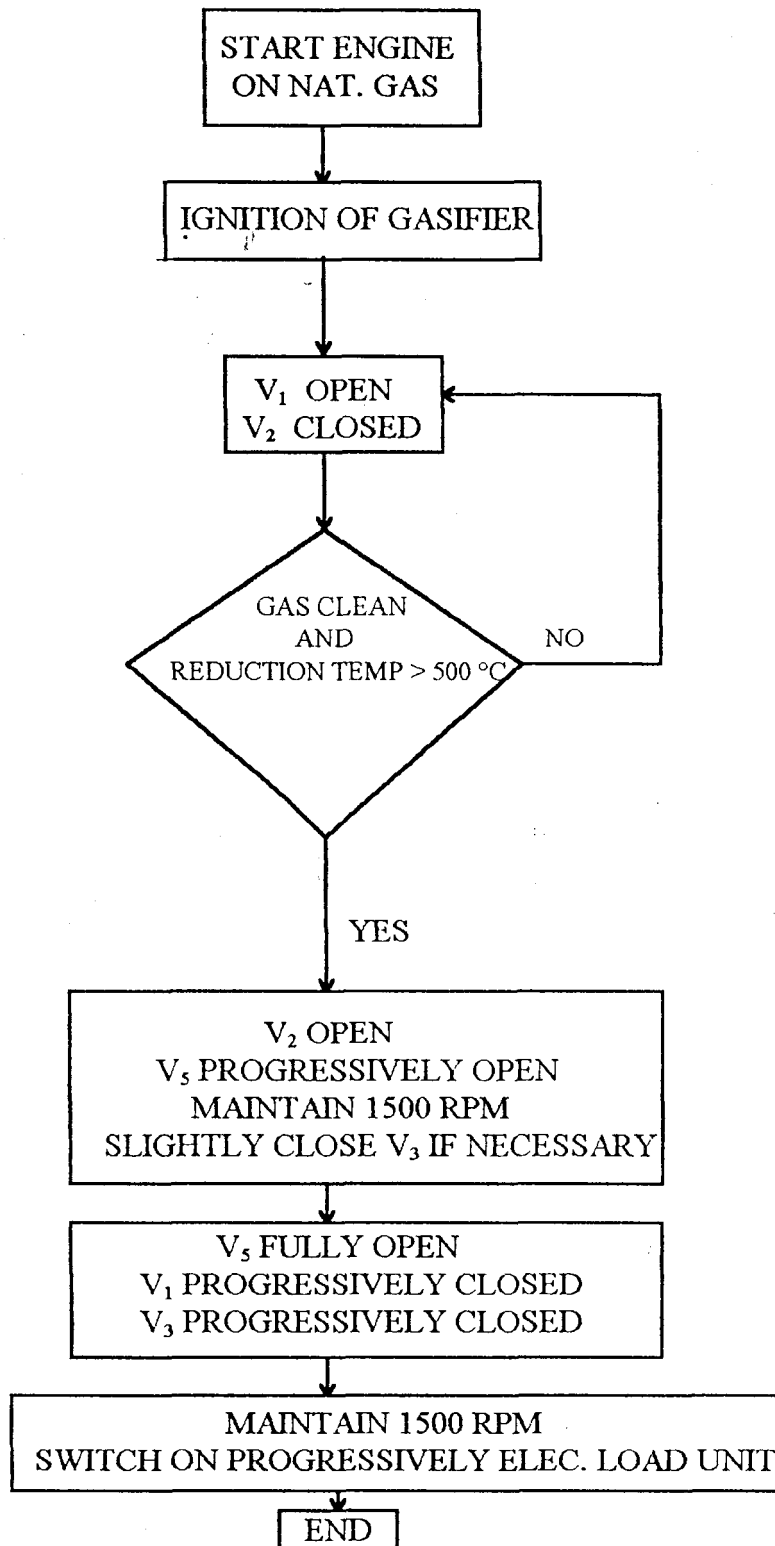 START ENGINE
ON NAT. GAS
IGNITION OF GASIFIER
V₁ OPEN
V₂ CLOSED
GAS CLEAN
AND
REDUCTION TEMP > 500 °C
NO
YES
V₂ OPEN
V₅ PROGRESSIVELY OPEN
MAINTAIN 1500 RPM
SLIGHTLY CLOSE V₃ IF NECESSARY
V₅ FULLY OPEN
V₁ PROGRESSIVELY CLOSED
V₃ PROGRESSIVELY CLOSED
MAINTAIN 1500 RPM
SWITCH ON PROGRESSIVELY ELEC. LOAD UNIT
END